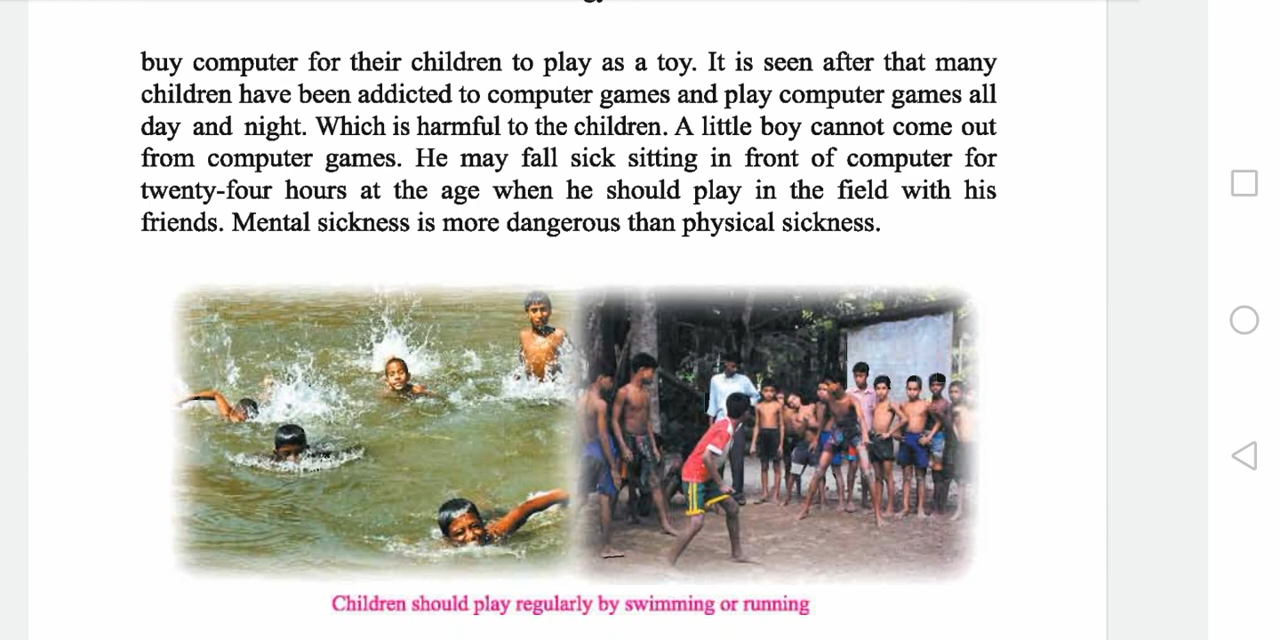 buy computer for their children to play as a toy. It is seen after that many
children have been addicted to computer games and play computer games all
day and night. Which is harmful to the children. A little boy cannot come out
from computer games. He may fall sick sitting in front of computer for
twenty-four hours at the age when he should play in the field with his
friends. Mental sickness is more dangerous than physical sickness.
Children should play regularly by swimming or running